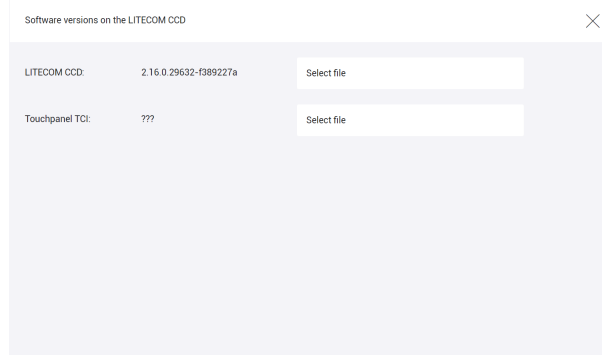 Software versions on the LITECOM CCD
LITECOM CCD: 2.16.0.29632-f389227a Select file
Touchpanel TCI: ??? Select file